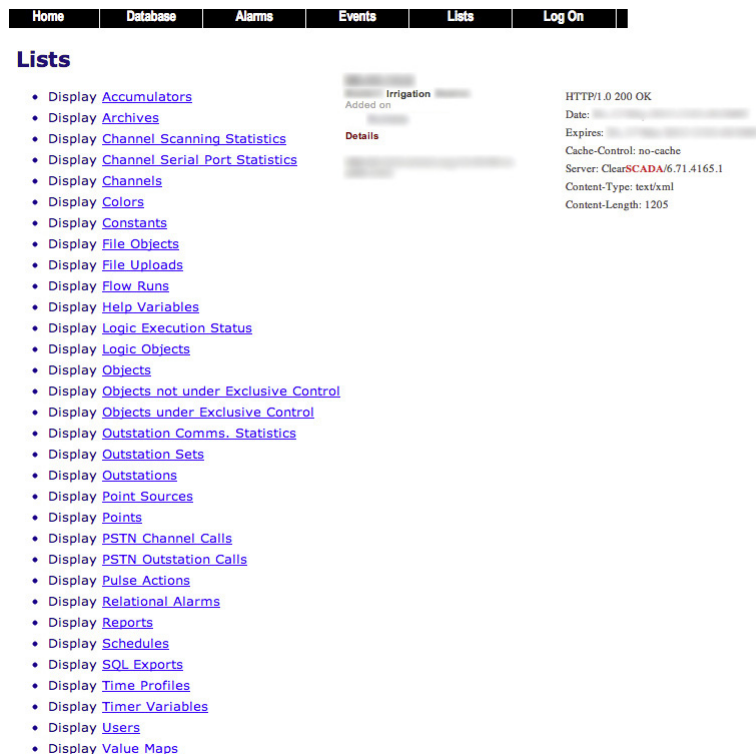 Home Database Alarms Events Lists Log On
Lists
Display Accumulators
Display Archives
Display Channel Scanning Statistics
Display Channel Serial Port Statistics
Display Channels
Display Colors
Display Constants
Display File Objects
Display File Uploads
Display Flow Runs
Display Help Variables
Display Logic Execution Status
Display Logic Objects
Display Objects
Display Objects not under Exclusive Control
Display Objects under Exclusive Control
Display Outstation Comms. Statistics
Display Outstation Sets
Display Outstations
Display Point Sources
Display Points
Display PSTN Channel Calls
Display PSTN Outstation Calls
Display Pulse Actions
Display Relational Alarms
Display Reports
Display Schedules
Display SQL Exports
Display Time Profiles
Display Timer Variables
Display Users
Display Value Maps
Irrigation
Added on
Details
HTTP/1.0 200 OK
Date:
Expires:
Cache-Control: no-cache
Server: ClearSCADA/6.71.4165.1
Content-Type: text/xml
Content-Length: 1205